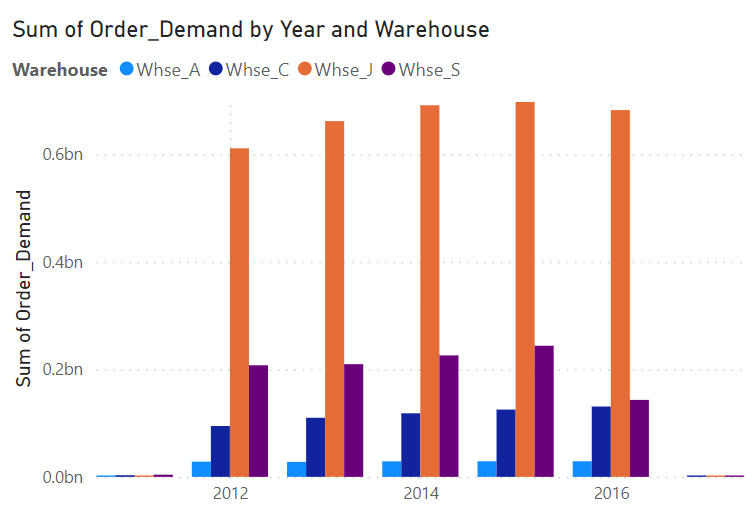 Sum of Order_Demand by Year and Warehouse
Warehouse Whse_A Whse_C Whse_J Whse_S
0.6bn
0.4bn
0.2bn
0.0bn
Sum of Order_Demand
2012 2014 2016